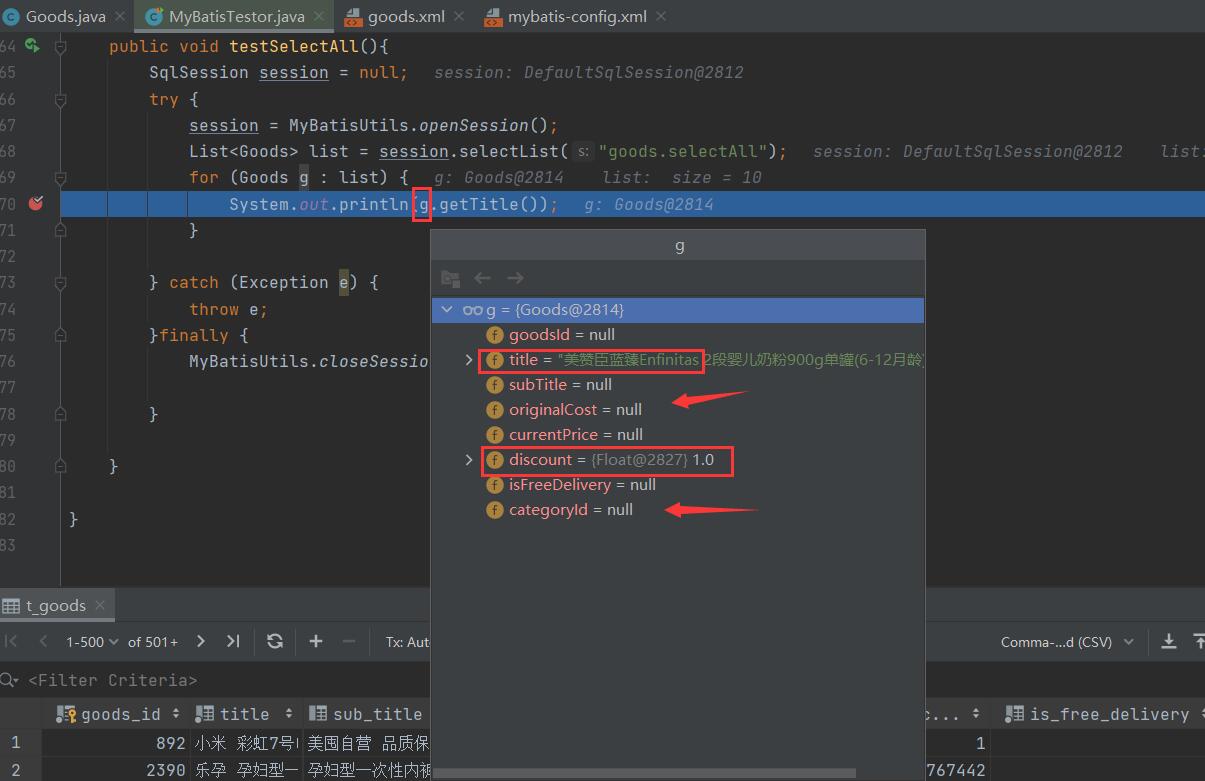 Goods.java MyBatisTestor.java goods.xml mybatis-config.xml
64 public void testSelectAll(){
65 SqlSession session = null; session: DefaultSqlSession@2812
66 try {
67 session = MyBatisUtils.openSession();
68 List<Goods> list = session.selectList( s: "goods.selectAll"); session: DefaultSqlSession@2812 list:
69 for (Goods g : list) { g: Goods@2814 list: size = 10
70 System.out.println(g.getTitle()); g: Goods@2814
71 }
72
73 } catch (Exception e) {
74 throw e;
75 }finally {
76 MyBatisUtils.closeSessio
77
78 }
79
80 }
81
82 }
83
g
g = {Goods@2814}
goodsId = null
title = "美赞臣蓝臻Enfinitas 2段婴儿奶粉900g单罐(6-12月龄)
subTitle = null
originalCost = null
currentPrice = null
discount = {Float@2827} 1.0
isFreeDelivery = null
categoryId = null
t_goods
1-500 of 501+ Tx: Aut Comma-...d (CSV)
<Filter Criteria>
goods_id title sub_title c... is_free_delivery
1 892 小米 彩虹7号 美囤自营 品质保 1
2 2390 乐孕 孕妇型一 孕妇型一次性内裤 767442